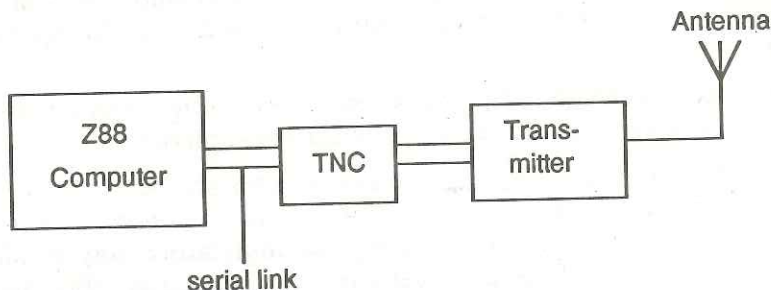 Antenna
Z88
Computer
TNC
Trans-
mitter
serial link